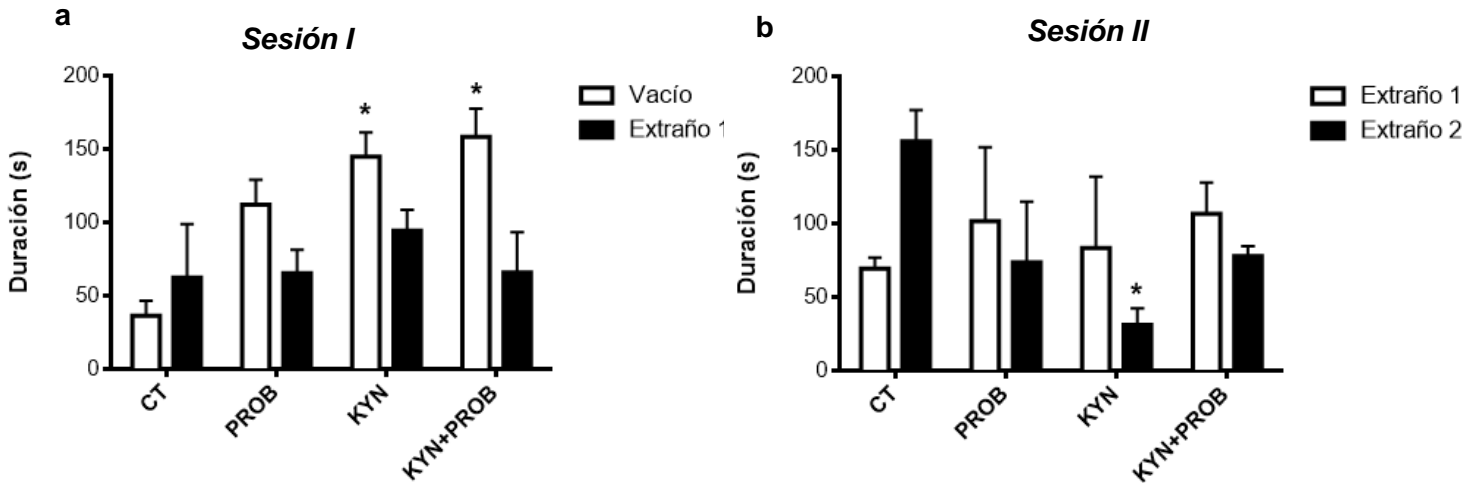 a
Sesión I
200
150
100
50
0
Duración (s)
*
*
Vacío
Extraño 1
CT
PROB
KYN
KYN+PROB
b
Sesión II
200
150
100
50
0
Duración (s)
*
Extraño 1
Extraño 2
CT
PROB
KYN
KYN+PROB